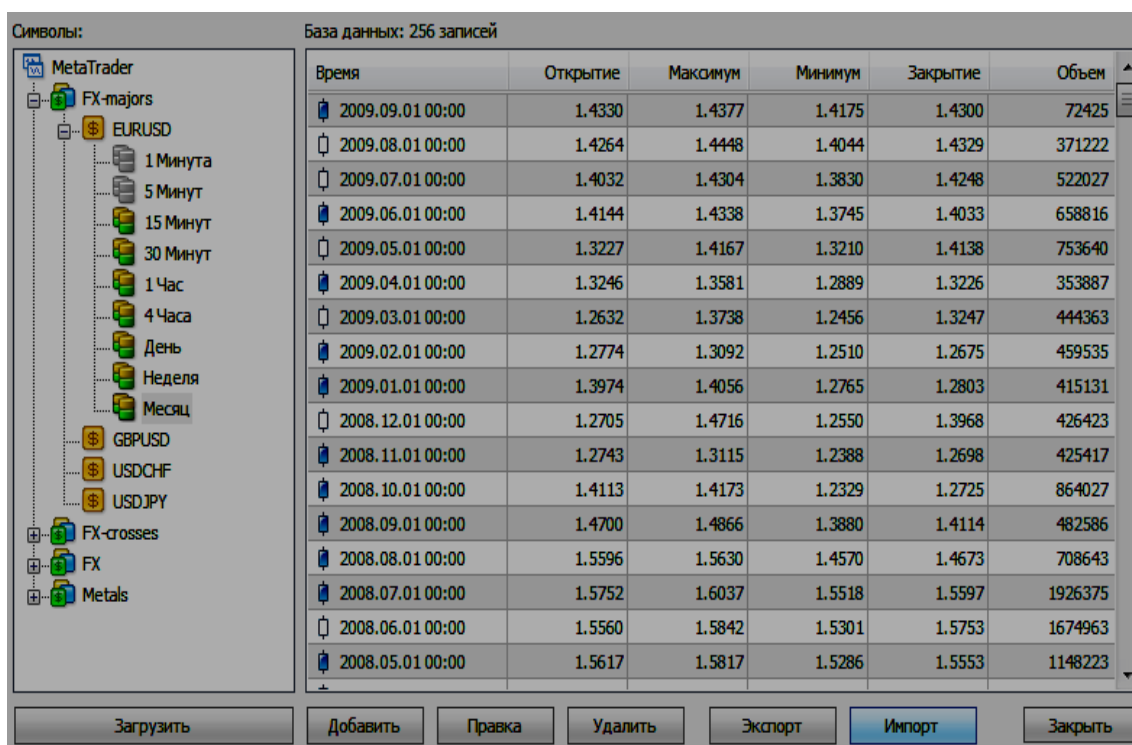 Символы:
База данных: 256 записей
MetaTrader
FX-majors
EURUSD
1 Минута
5 Минут
15 Минут
30 Минут
1 Час
4 Часа
День
Неделя
Месяц
GBPUSD
USDCHF
USDJPY
FX-crosses
FX
Metals
Время Открытие Максимум Минимум Закрытие Объем
2009.09.01 00:00 1.4330 1.4377 1.4175 1.4300 72425
2009.08.01 00:00 1.4264 1.4448 1.4044 1.4329 371222
2009.07.01 00:00 1.4032 1.4304 1.3830 1.4248 522027
2009.06.01 00:00 1.4144 1.4338 1.3745 1.4033 658816
2009.05.01 00:00 1.3227 1.4167 1.3210 1.4138 753640
2009.04.01 00:00 1.3246 1.3581 1.2889 1.3226 353887
2009.03.01 00:00 1.2632 1.3738 1.2456 1.3247 444363
2009.02.01 00:00 1.2774 1.3092 1.2510 1.2675 459535
2009.01.01 00:00 1.3974 1.4056 1.2765 1.2803 415131
2008.12.01 00:00 1.2705 1.4716 1.2550 1.3968 426423
2008.11.01 00:00 1.2743 1.3115 1.2388 1.2698 425417
2008.10.01 00:00 1.4113 1.4173 1.2329 1.2725 864027
2008.09.01 00:00 1.4700 1.4866 1.3880 1.4114 482586
2008.08.01 00:00 1.5596 1.5630 1.4570 1.4673 708643
2008.07.01 00:00 1.5752 1.6037 1.5518 1.5597 1926375
2008.06.01 00:00 1.5560 1.5842 1.5301 1.5753 1674963
2008.05.01 00:00 1.5617 1.5817 1.5286 1.5553 1148223
Загрузить Добавить Правка Удалить Экспорт Импорт Закрыть